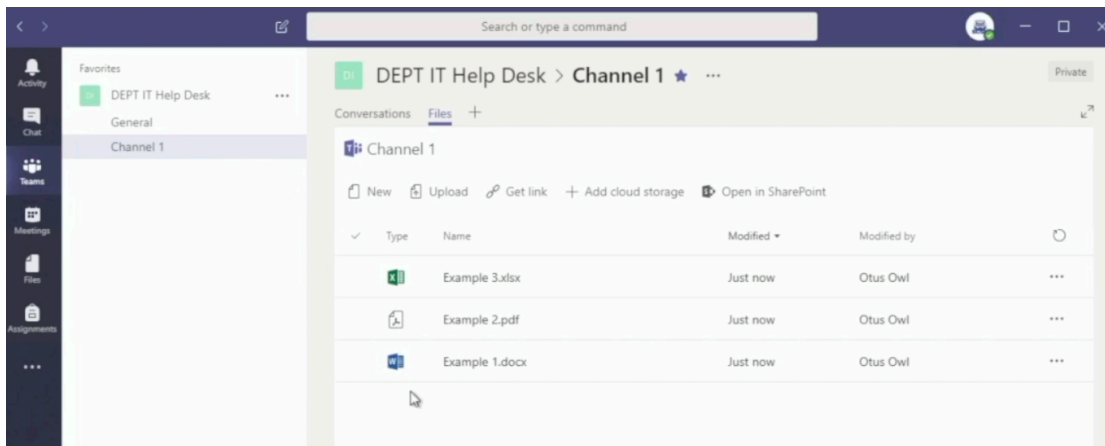 Search or type a command
Activity
Chat
Teams
Meetings
Files
Assignments
Favorites
DI DEPT IT Help Desk
General
Channel 1
DI DEPT IT Help Desk > Channel 1
Private
Conversations Files
Channel 1
New Upload Get link Add cloud storage Open in SharePoint
Type Name Modified Modified by
Example 3.xlsx Just now Otus Owl
Example 2.pdf Just now Otus Owl
Example 1.docx Just now Otus Owl